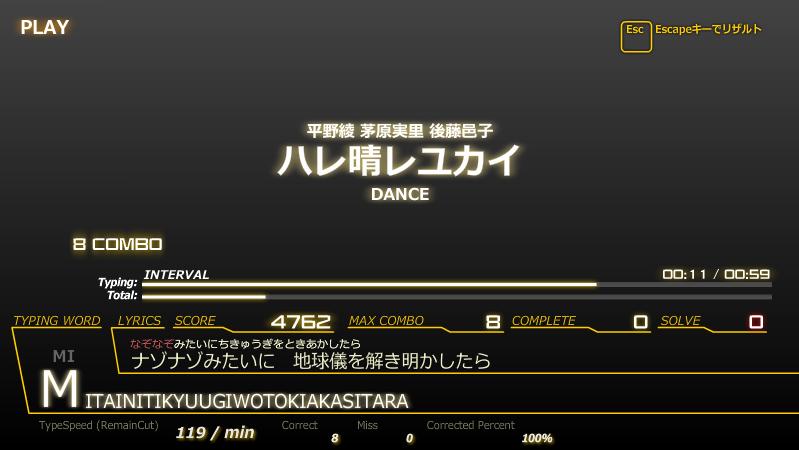 PLAY
Esc Escapeキーでリザルト
平野綾 茅原実里 後藤邑子
ハレ晴レユカイ
DANCE
8 COMBO
Typing: INTERVAL 00:11 / 00:59
Total:
TYPING WORD LYRICS SCORE 4762 MAX COMBO 8 COMPLETE 0 SOLVE 0
なぞなぞみたいにちきゅうぎをときあかしたら
ナゾナゾみたいに 地球儀を解き明かしたら
MI
MITAINITIKYUUGIWOTOKIAKASITARA
TypeSpeed (RemainCut) 119 / min Correct 8 Miss 0 Corrected Percent 100%